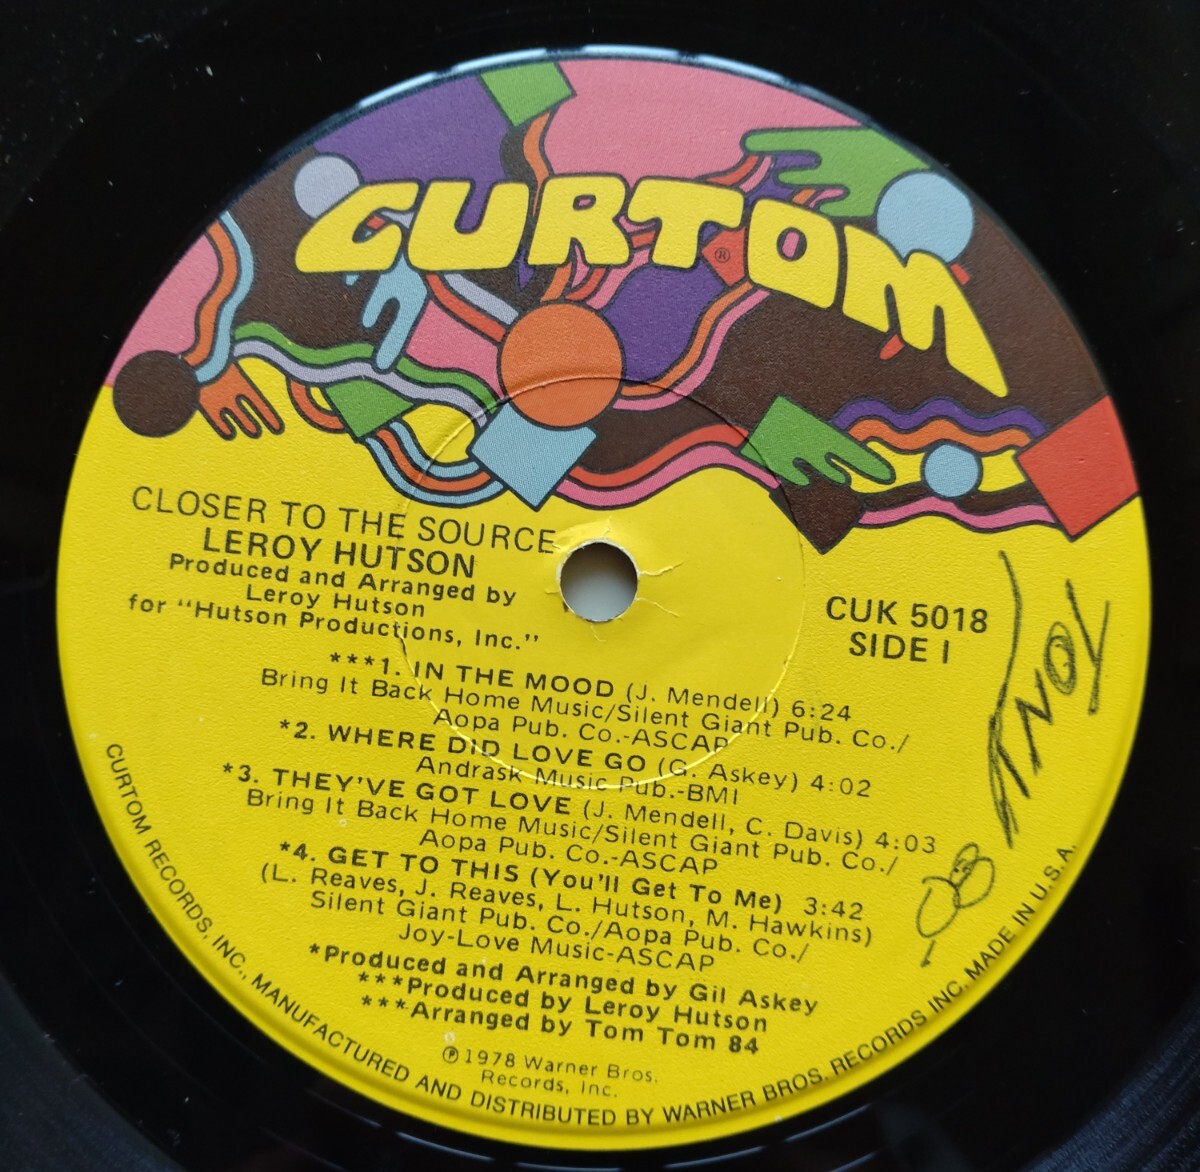 CURTOM
®
CLOSER TO THE SOURCE
LEROY HUTSON
Produced and Arranged by
Leroy Hutson
for "Hutson Productions, Inc."
CUK 5018
SIDE I
***1. IN THE MOOD (J. Mendell) 6:24
Bring It Back Home Music/Silent Giant Pub. Co./
Aopa Pub. Co.-ASCAP
*2. WHERE DID LOVE GO (G. Askey) 4:02
Andrask Music Pub.-BMI
*3. THEY'VE GOT LOVE (J. Mendell, C. Davis) 4:03
Bring It Back Home Music/Silent Giant Pub. Co./
Aopa Pub. Co.-ASCAP
*4. GET TO THIS (You'll Get To Me) 3:42
(L. Reaves, J. Reaves, L. Hutson, M. Hawkins)
Silent Giant Pub. Co./Aopa Pub. Co./
Joy-Love Music-ASCAP
*Produced and Arranged by Gil Askey
***Produced by Leroy Hutson
***Arranged by Tom Tom 84
℗1978 Warner Bros.
Records, Inc.
CURTOM RECORDS, INC., MANUFACTURED AND DISTRIBUTED BY WARNER BROS. RECORDS INC. MADE IN U.S.A.